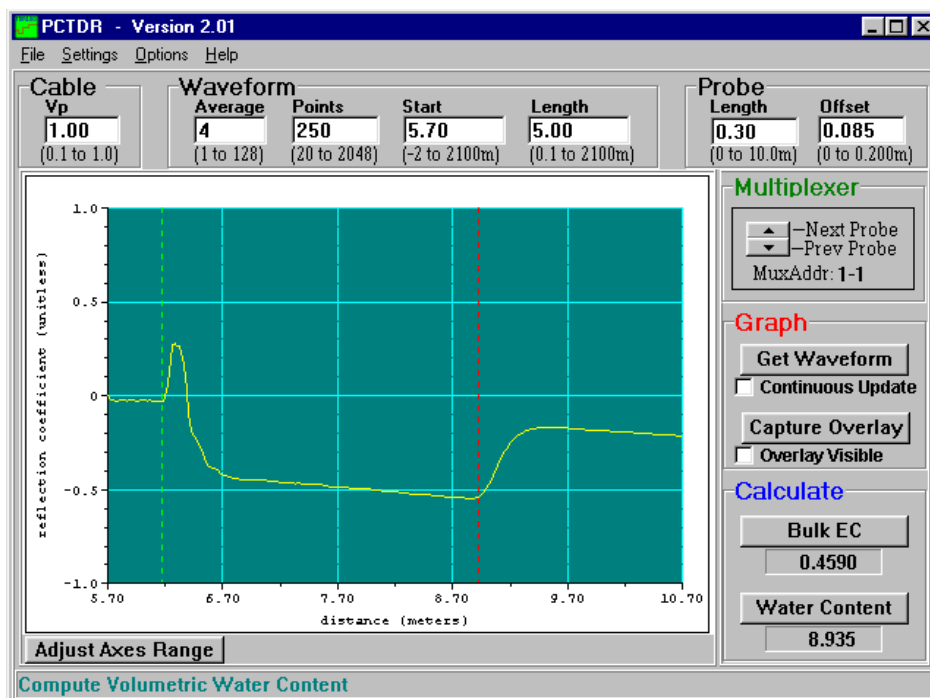 PCTDR - Version 2.01
File Settings Options Help
Cable
Vp
1.00
(0.1 to 1.0)
Waveform
Average Points Start Length
4 250 5.70 5.00
(1 to 128) (20 to 2048) (-2 to 2100m) (0.1 to 2100m)
Probe
Length Offset
0.30 0.085
(0 to 10.0m) (0 to 0.200m)
reflection coefficient (unitless)
1.0
0.5
0
-0.5
-1.0
5.70 6.70 7.70 8.70 9.70 10.70
distance (meters)
Adjust Axes Range
Multiplexer
Next Probe
Prev Probe
MuxAddr: 1-1
Graph
Get Waveform
Continuous Update
Capture Overlay
Overlay Visible
Calculate
Bulk EC
0.4590
Water Content
8.935
Compute Volumetric Water Content